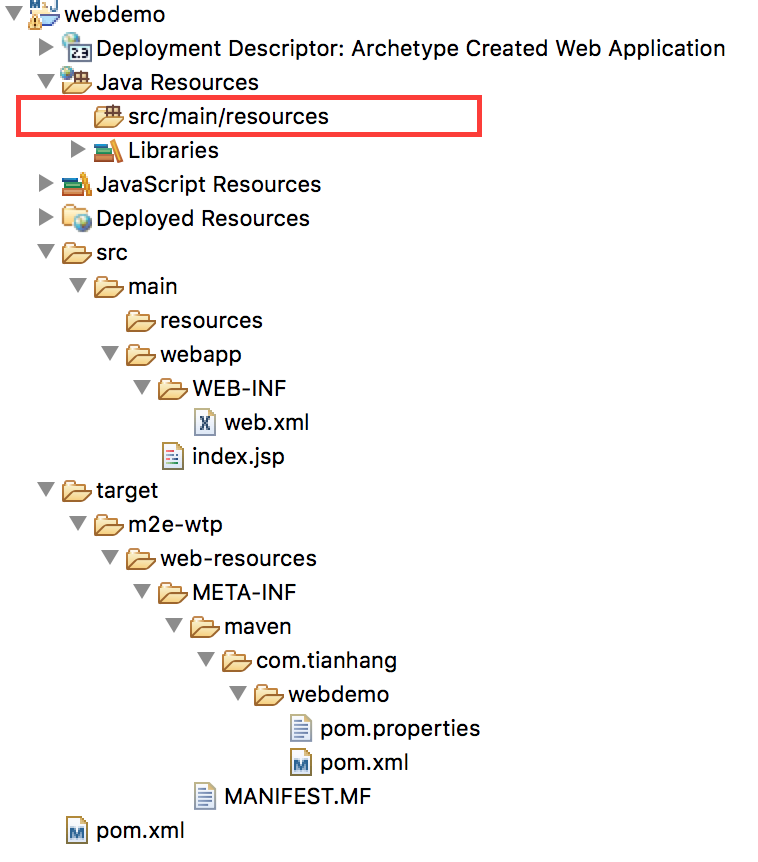 webdemo
Deployment Descriptor: Archetype Created Web Application
Java Resources
src/main/resources
Libraries
JavaScript Resources
Deployed Resources
src
main
resources
webapp
WEB-INF
web.xml
index.jsp
target
m2e-wtp
web-resources
META-INF
maven
com.tianhang
webdemo
pom.properties
pom.xml
MANIFEST.MF
pom.xml